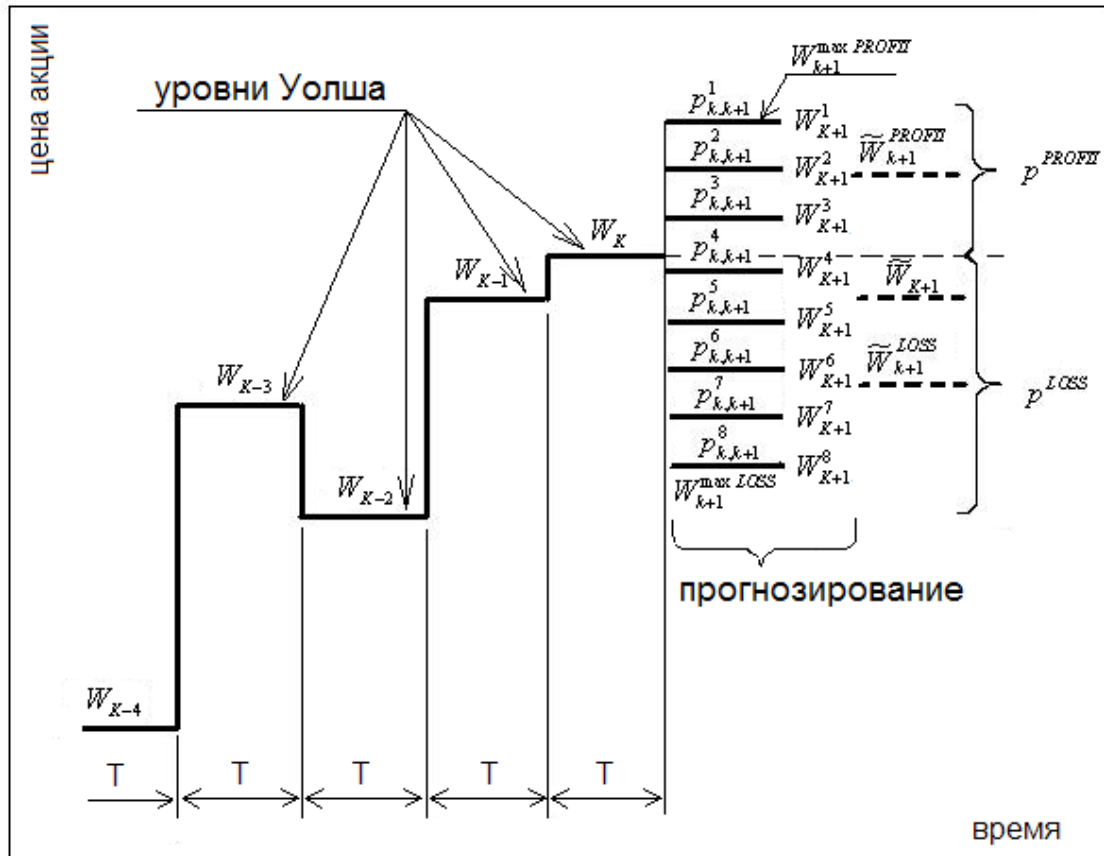 цена акции
уровни Уолша
W_{k+1}^{max PROFIT}
p_{k,k+1}^{1} W_{K+1}^{1}
p_{k,k+1}^{2} W_{K+1}^{2} \widetilde{W}_{k+1}^{PROFIT} p^{PROFIT}
p_{k,k+1}^{3} W_{K+1}^{3}
W_{K} p_{k,k+1}^{4} W_{K+1}^{4}
W_{K-1} \widetilde{W}_{K+1}
p_{k,k+1}^{5} W_{K+1}^{5}
p_{k,k+1}^{6} W_{K+1}^{6} \widetilde{W}_{k+1}^{LOSS}
W_{K-3} p_{k,k+1}^{7} W_{K+1}^{7} p^{LOSS}
p_{k,k+1}^{8} W_{K+1}^{8}
W_{K-2} W_{k+1}^{max LOSS}
прогнозирование
W_{K-4}
T T T T T
время